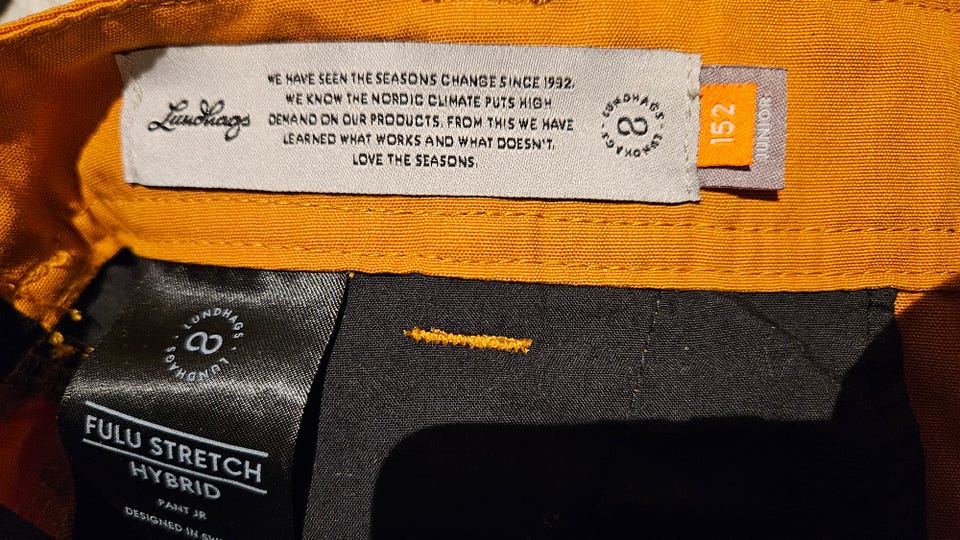 Lundhags
WE HAVE SEEN THE SEASONS CHANGE SINCE 1932.
WE KNOW THE NORDIC CLIMATE PUTS HIGH
DEMAND ON OUR PRODUCTS. FROM THIS WE HAVE
LEARNED WHAT WORKS AND WHAT DOESN'T.
LOVE THE SEASONS.
LUNDHAGS · LUNDHAGS ·
152
JUNIOR
LUNDHAGS · LUNDHAGS ·
FULU STRETCH
HYBRID
PANT JR
DESIGNED IN